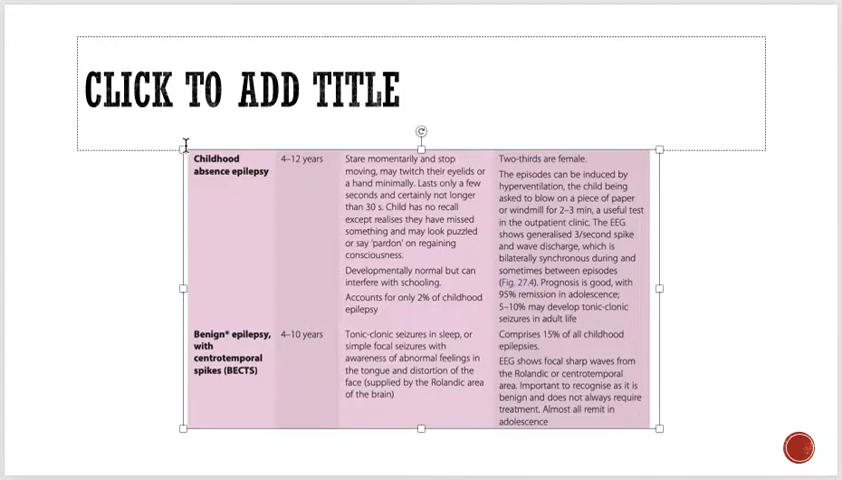 CLICK TO ADD TITLE
Childhood
absence epilepsy
4–12 years
Stare momentarily and stop
moving, may twitch their eyelids or
a hand minimally. Lasts only a few
seconds and certainly not longer
than 30 s. Child has no recall
except realises they have missed
something and may look puzzled
or say ‘pardon’ on regaining
consciousness.
Developmentally normal but can
interfere with schooling.
Accounts for only 2% of childhood
epilepsy
Two-thirds are female.
The episodes can be induced by
hyperventilation, the child being
asked to blow on a piece of paper
or windmill for 2–3 min, a useful test
in the outpatient clinic. The EEG
shows generalised 3/second spike
and wave discharge, which is
bilaterally synchronous during and
sometimes between episodes
(Fig. 27.4). Prognosis is good, with
95% remission in adolescence;
5–10% may develop tonic-clonic
seizures in adult life
Benign* epilepsy,
with
centrotemporal
spikes (BECTS)
4–10 years
Tonic-clonic seizures in sleep, or
simple focal seizures with
awareness of abnormal feelings in
the tongue and distortion of the
face (supplied by the Rolandic area
of the brain)
Comprises 15% of all childhood
epilepsies.
EEG shows focal sharp waves from
the Rolandic or centrotemporal
area. Important to recognise as it is
benign and does not always require
treatment. Almost all remit in
adolescence